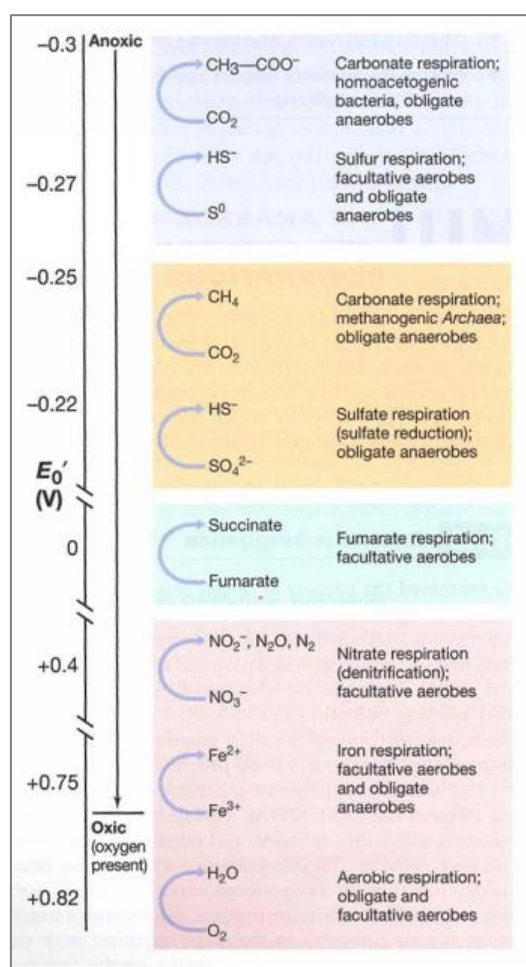 −0.3
Anoxic
CH3—COO⁻
CO₂
Carbonate respiration;
homoacetogenic
bacteria, obligate
anaerobes
−0.27
HS⁻
S⁰
Sulfur respiration;
facultative aerobes
and obligate
anaerobes
−0.25
CH₄
CO₂
Carbonate respiration;
methanogenic Archaea;
obligate anaerobes
−0.22
HS⁻
SO₄²⁻
Sulfate respiration
(sulfate reduction);
obligate anaerobes
E₀′
(V)
0
Succinate
Fumarate
Fumarate respiration;
facultative aerobes
+0.4
NO₂⁻, N₂O, N₂
NO₃⁻
Nitrate respiration
(denitrification);
facultative aerobes
+0.75
Fe²⁺
Fe³⁺
Iron respiration;
facultative aerobes
and obligate
anaerobes
Oxic
(oxygen
present)
+0.82
H₂O
O₂
Aerobic respiration;
obligate and
facultative aerobes